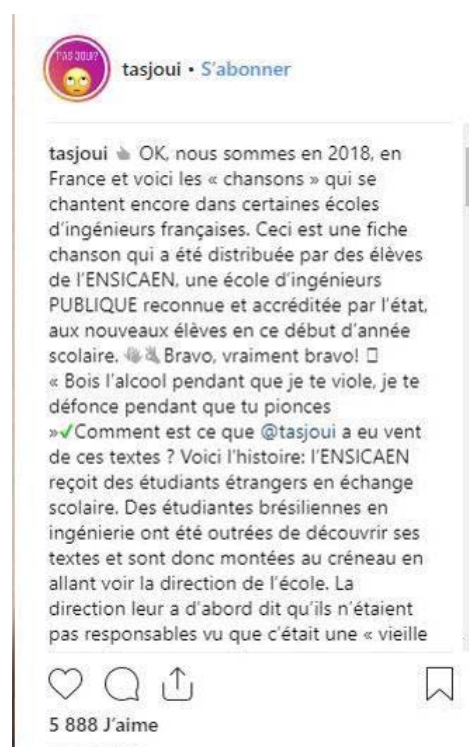 T'AS JOUI?
tasjoui • S'abonner
tasjoui 👆 OK, nous sommes en 2018, en
France et voici les « chansons » qui se
chantent encore dans certaines écoles
d'ingénieurs françaises. Ceci est une fiche
chanson qui a été distribuée par des élèves
de l'ENSICAEN, une école d'ingénieurs
PUBLIQUE reconnue et accréditée par l'état,
aux nouveaux élèves en ce début d'année
scolaire. 👏👏 Bravo, vraiment bravo! ▯
« Bois l'alcool pendant que je te viole, je te
défonce pendant que tu pionces
»✔Comment est ce que @tasjoui a eu vent
de ces textes ? Voici l'histoire: l'ENSICAEN
reçoit des étudiants étrangers en échange
scolaire. Des étudiantes brésiliennes en
ingénierie ont été outrées de découvrir ses
textes et sont donc montées au créneau en
allant voir la direction de l'école. La
direction leur a d'abord dit qu'ils n'étaient
pas responsables vu que c'était une « vieille
5 888 J'aime